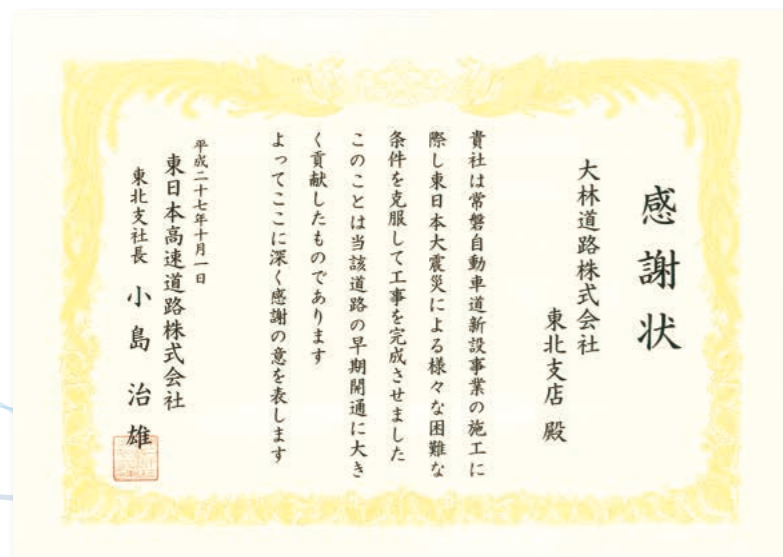 感謝状
大林道路株式会社
東北支店 殿
貴社は常磐自動車道新設事業の施工に
際し東日本大震災による様々な困難な
条件を克服して工事を完成させました
このことは当該道路の早期開通に大き
く貢献したものであります
よってここに深く感謝の意を表します
平成二十七年十月一日
東日本高速道路株式会社
東北支社長 小島 治雄